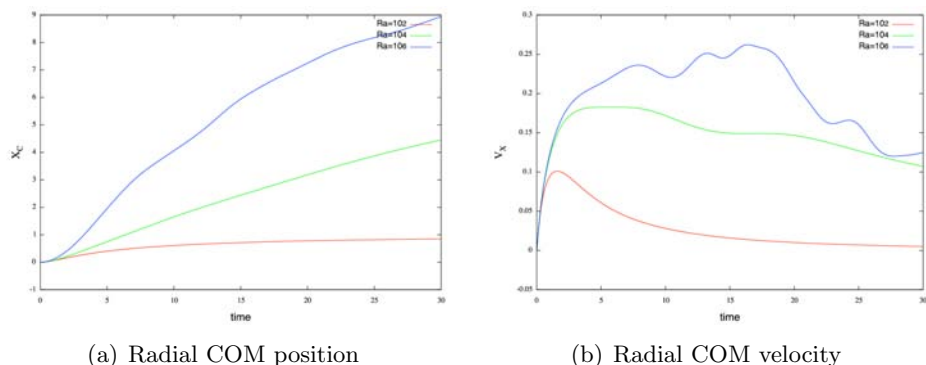 9
8
7
6
5
4
3
2
1
0
-1
X_C
0 5 10 15 20 25 30
time
Ra=102
Ra=104
Ra=106
0.3
0.25
0.2
0.15
0.1
0.05
0
-0.05
V_X
0 5 10 15 20 25 30
time
Ra=102
Ra=104
Ra=106
(a) Radial COM position
(b) Radial COM velocity